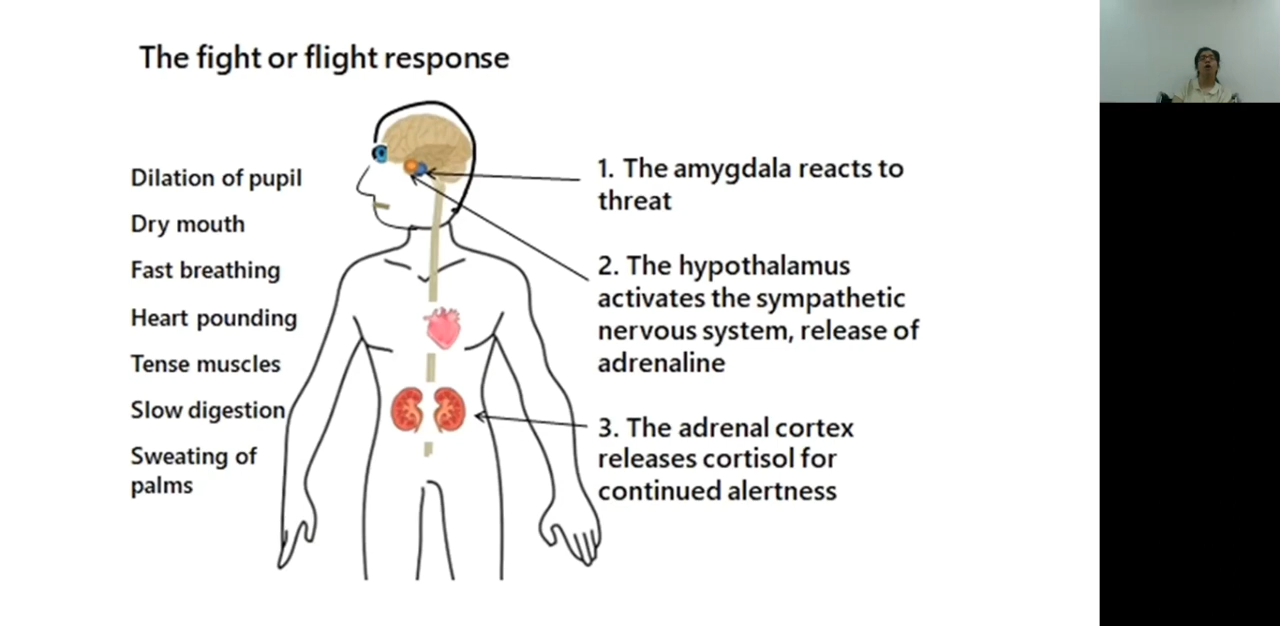 The fight or flight response
Dilation of pupil
Dry mouth
Fast breathing
Heart pounding
Tense muscles
Slow digestion
Sweating of
palms
1. The amygdala reacts to
threat
2. The hypothalamus
activates the sympathetic
nervous system, release of
adrenaline
3. The adrenal cortex
releases cortisol for
continued alertness